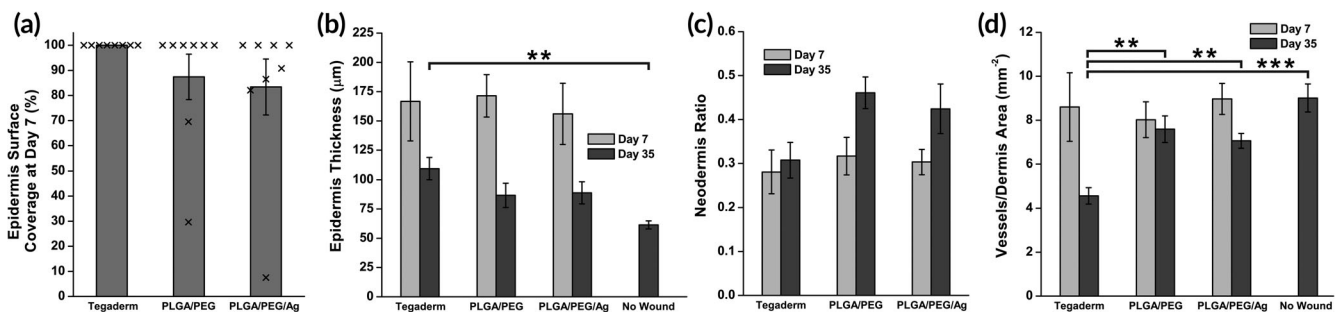 (a)
Epidermis Surface
Coverage at Day 7 (%)
100
90
80
70
60
50
40
30
20
10
0
Tegaderm PLGA/PEG PLGA/PEG/Ag
(b)
Epidermis Thickness (μm)
225
200
175
150
125
100
75
50
25
0
**
Day 7
Day 35
Tegaderm PLGA/PEG PLGA/PEG/Ag No Wound
(c)
Neodermis Ratio
0.6
0.5
0.4
0.3
0.2
0.1
0.0
Day 7
Day 35
Tegaderm PLGA/PEG PLGA/PEG/Ag
(d)
Vessels/Dermis Area (mm⁻²)
12
10
8
6
4
2
0
Day 7
Day 35
**
**
***
Tegaderm PLGA/PEG PLGA/PEG/Ag No Wound